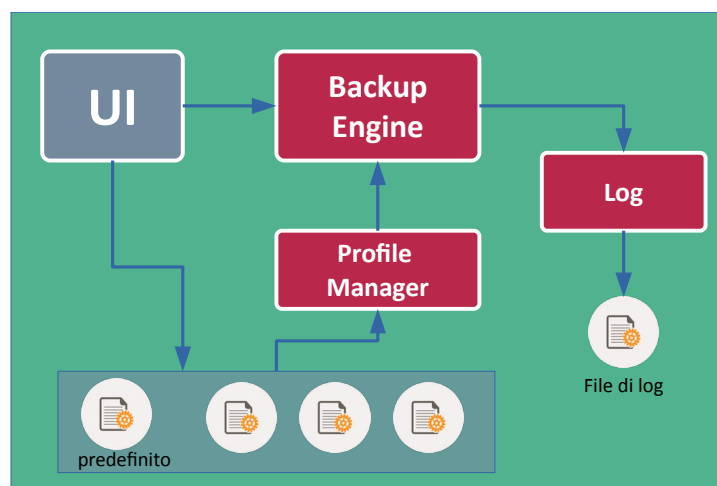 UI
Backup
Engine
Log
Profile
Manager
File di log
predefinito